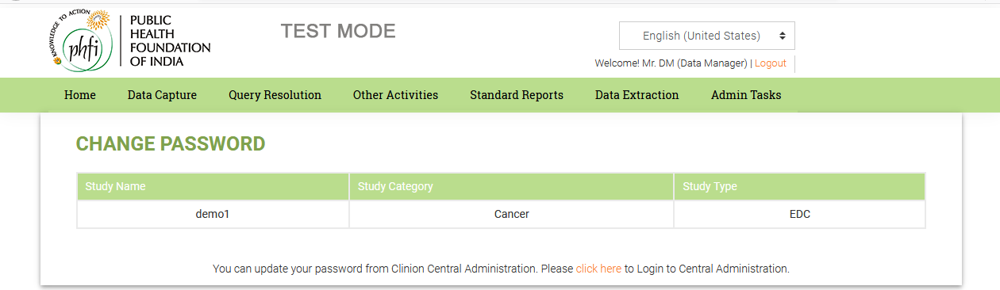 KNOWLEDGE TO ACTION
phfi
PUBLIC
HEALTH
FOUNDATION
OF INDIA
TEST MODE
English (United States)
Welcome! Mr. DM (Data Manager) | Logout
Home Data Capture Query Resolution Other Activities Standard Reports Data Extraction Admin Tasks
CHANGE PASSWORD
Study Name Study Category Study Type
demo1 Cancer EDC
You can update your password from Clinion Central Administration. Please click here to Login to Central Administration.